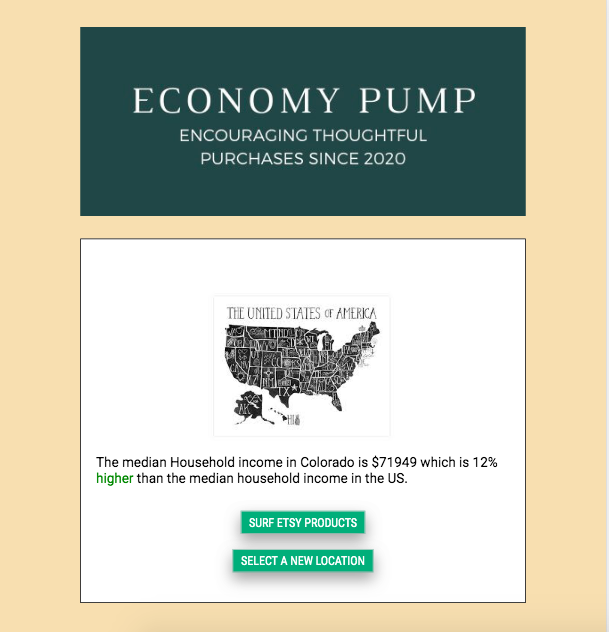 ECONOMY PUMP
ENCOURAGING THOUGHTFUL
PURCHASES SINCE 2020
THE UNITED STATES OF AMERICA
The median Household income in Colorado is $71949 which is 12%
higher than the median household income in the US.
SURF ETSY PRODUCTS
SELECT A NEW LOCATION